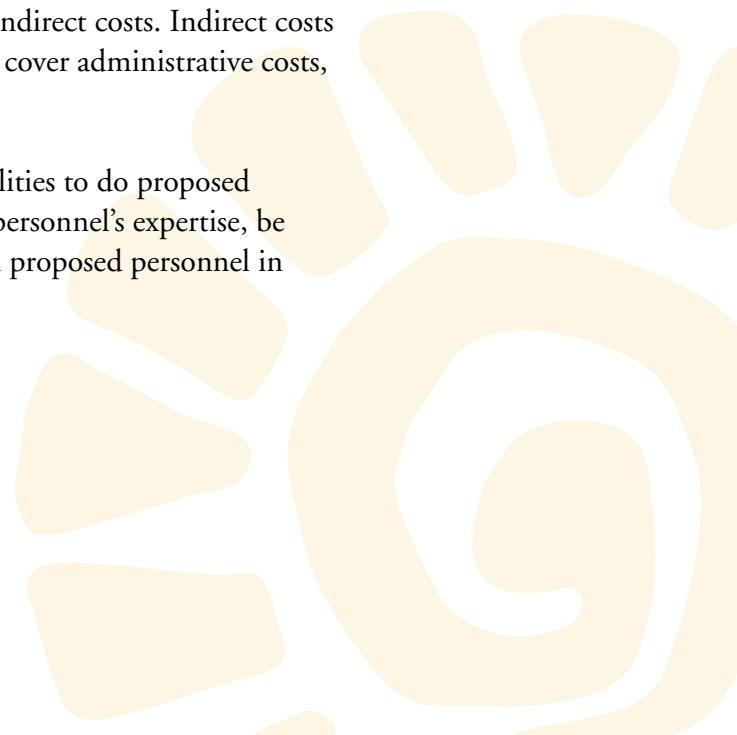 ndirect costs. Indirect costs
cover administrative costs,
lities to do proposed
personnel’s expertise, be
proposed personnel in